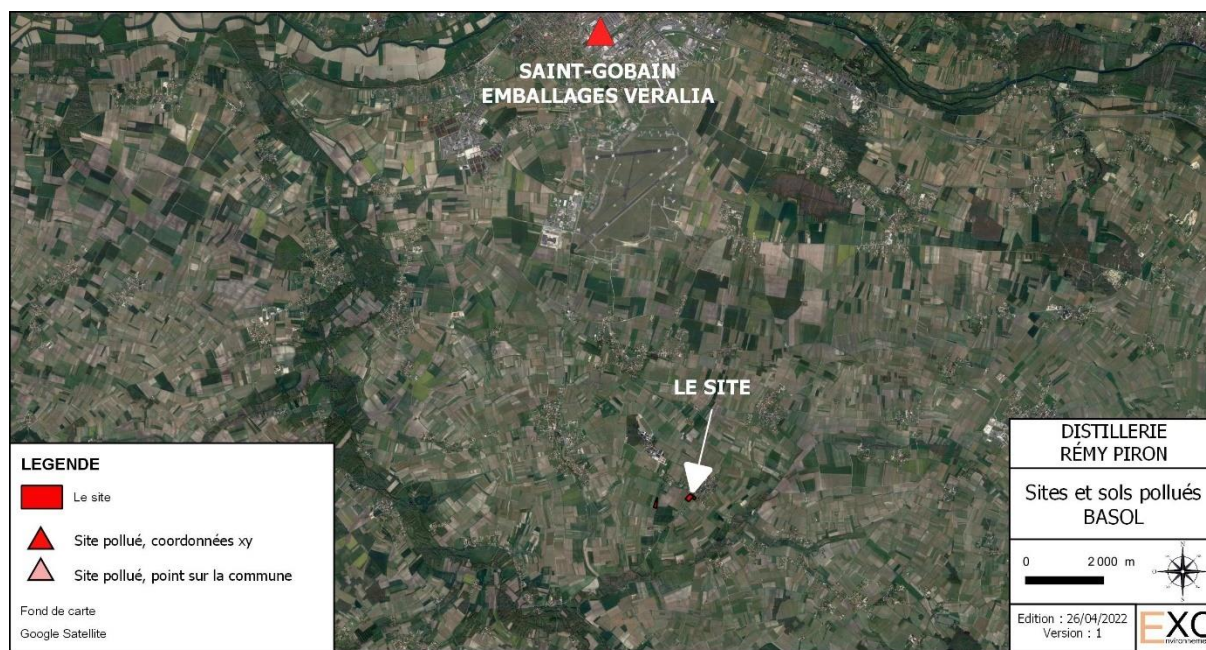 SAINT-GOBAIN
EMBALLAGES VERALIA
LE SITE
LEGENDE
Le site
Site pollué, coordonnées xy
Site pollué, point sur la commune
Fond de carte
Google Satellite
DISTILLERIE
RÉMY PIRON
Sites et sols pollués
BASOL
0 2 000 m
Edition : 26/04/2022
Version : 1
EXO
nvironnement